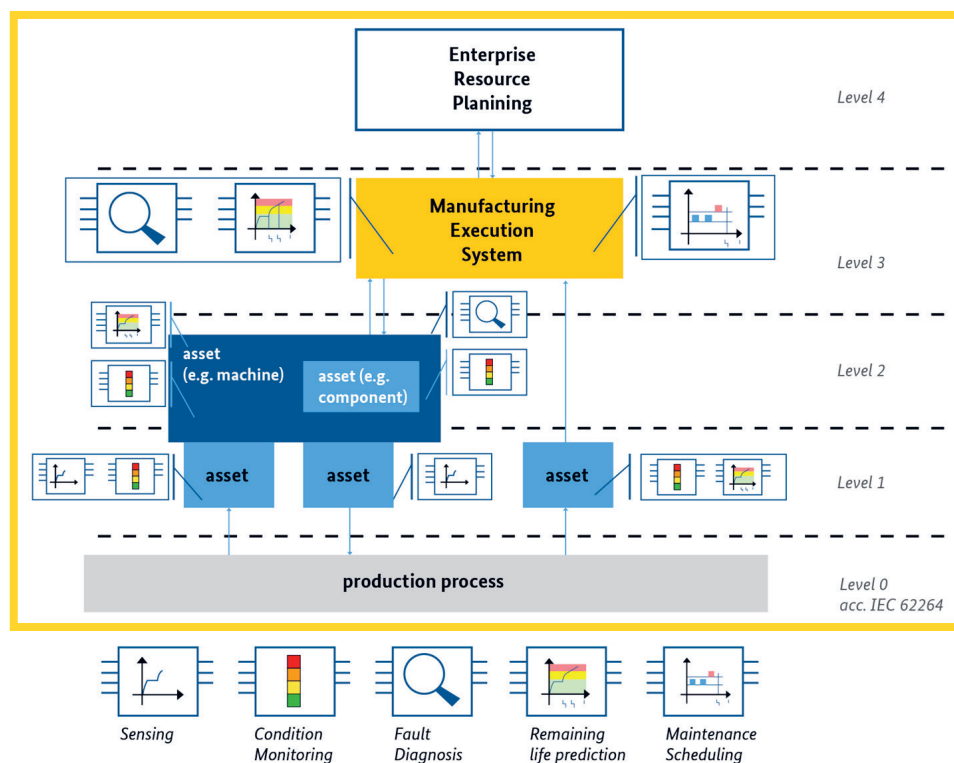 Enterprise
Resource
Planining
Level 4
Manufacturing
Execution
System
Level 3
asset
(e.g. machine)
asset (e.g.
component)
Level 2
asset
asset
asset
Level 1
production process
Level 0
acc. IEC 62264
Sensing
Condition
Monitoring
Fault
Diagnosis
Remaining
life prediction
Maintenance
Scheduling